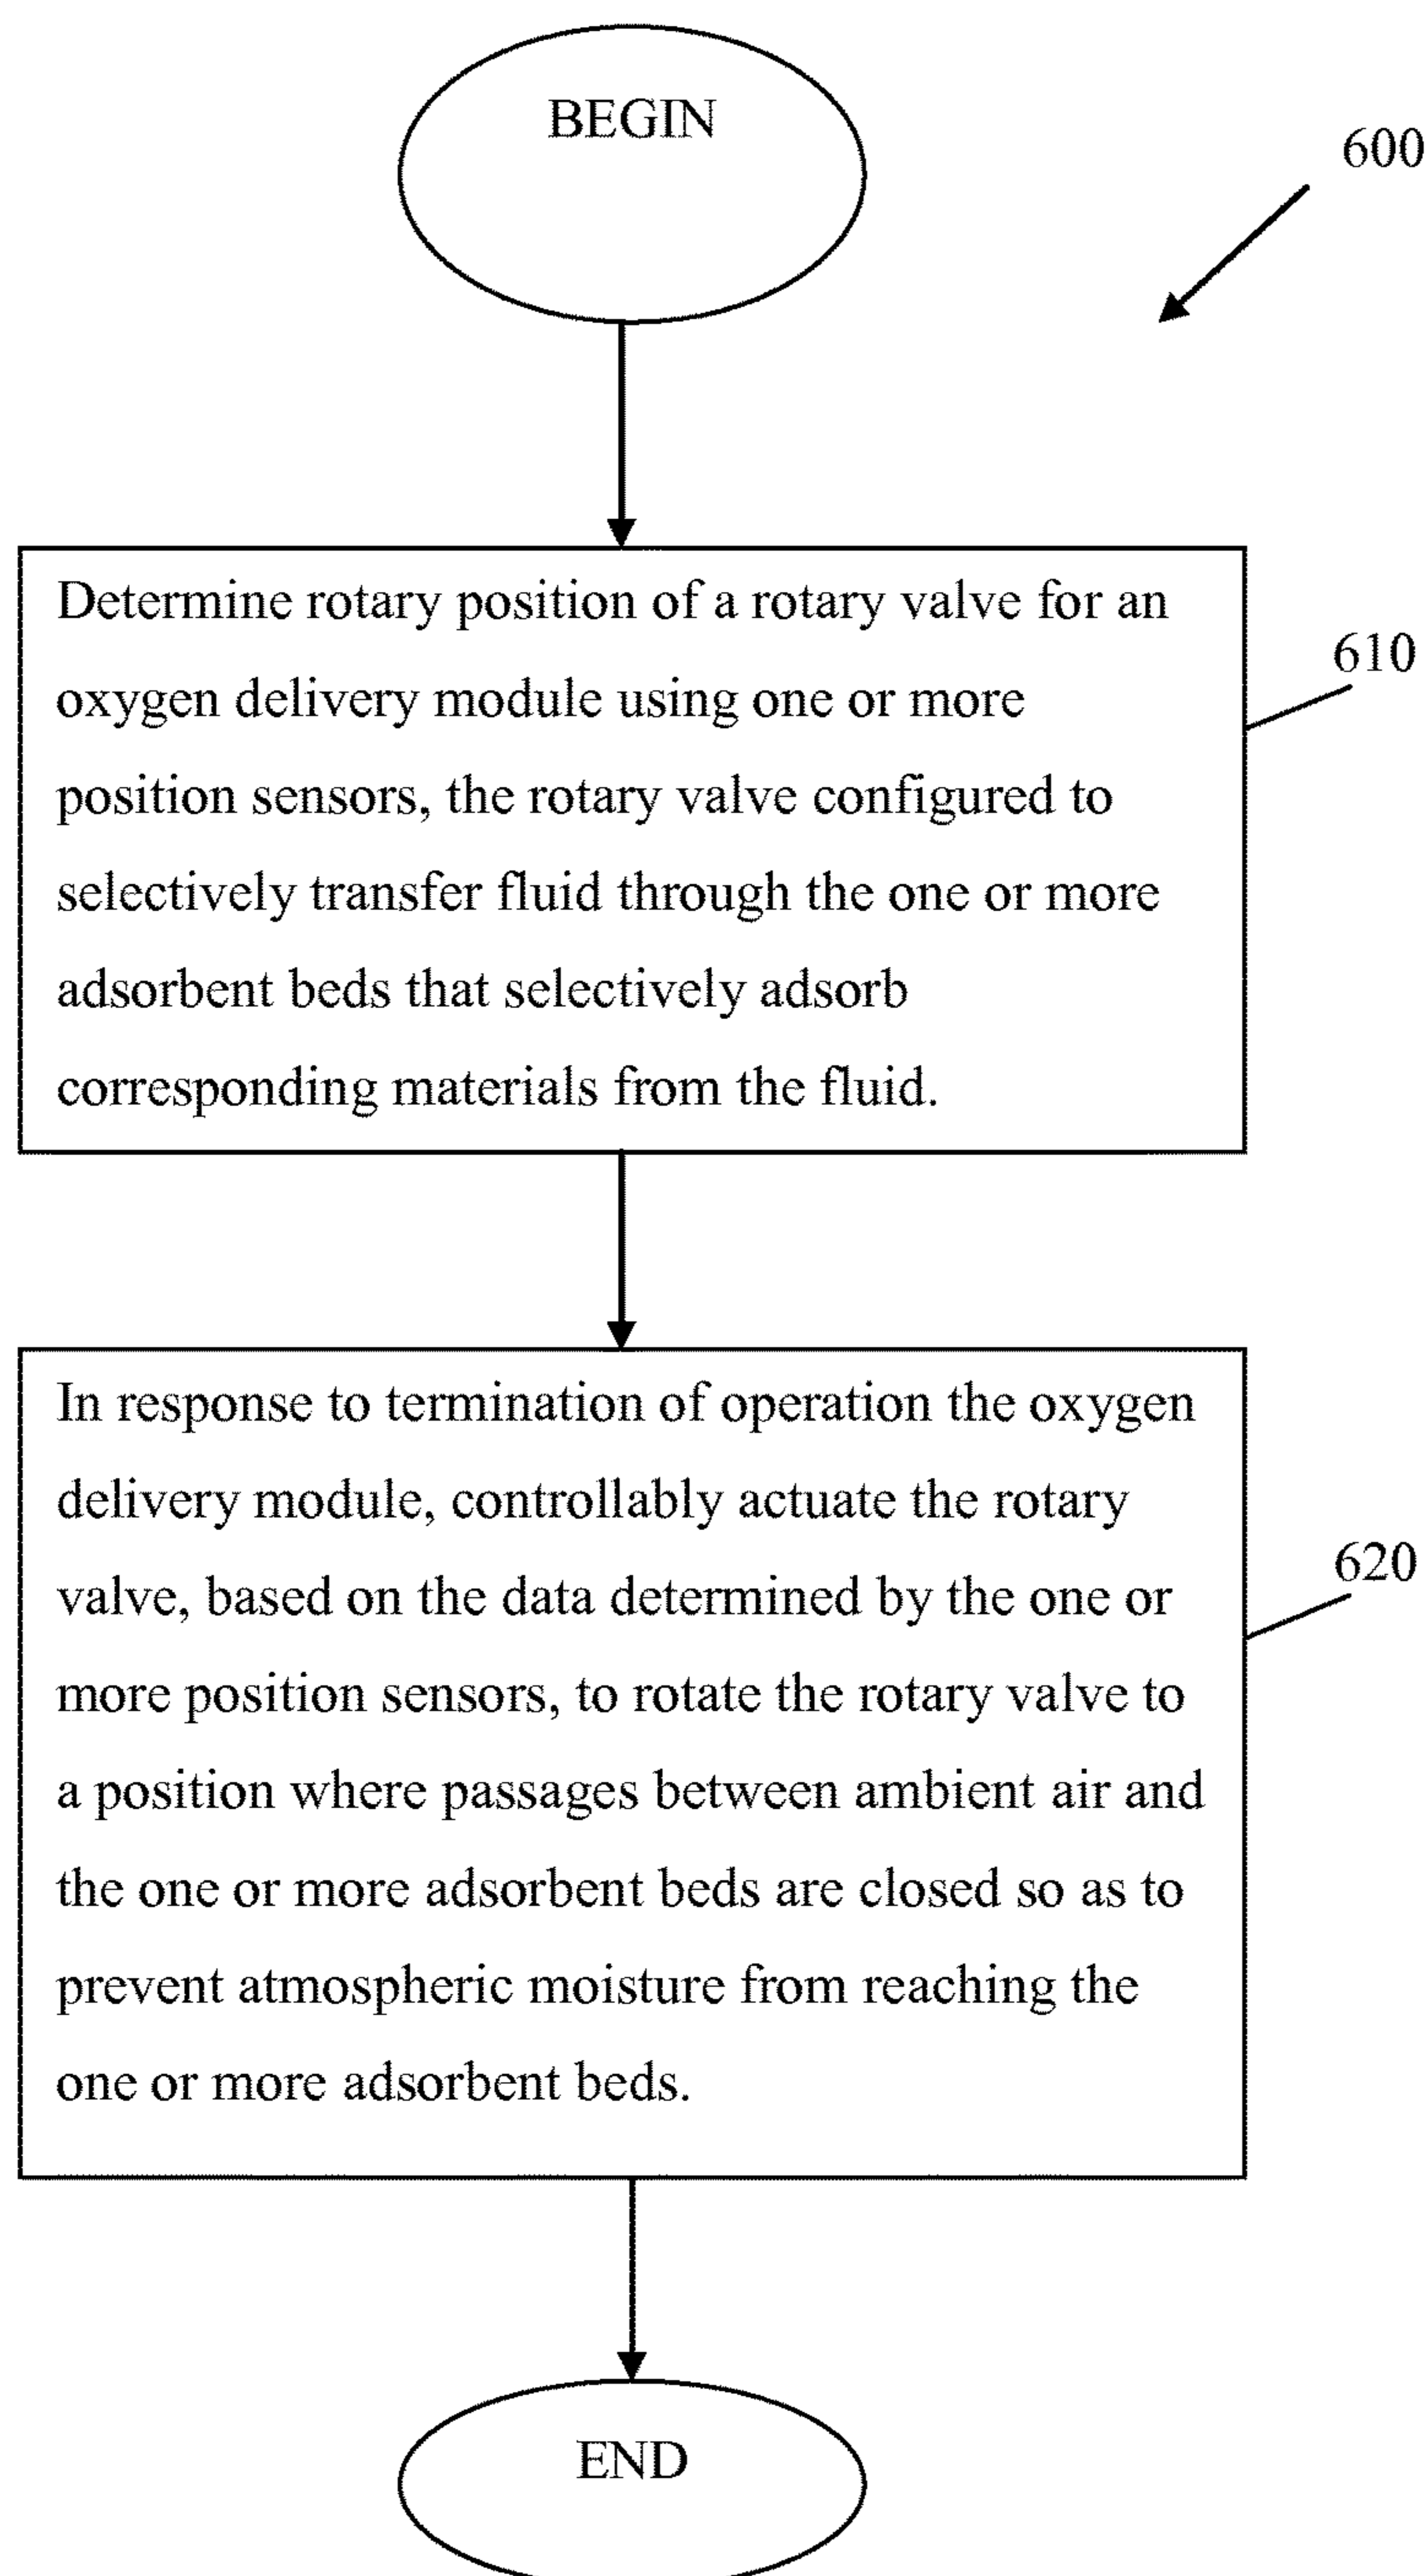 BEGIN
600
Determine rotary position of a rotary valve for an
oxygen delivery module using one or more
position sensors, the rotary valve configured to
selectively transfer fluid through the one or more
adsorbent beds that selectively adsorb
corresponding materials from the fluid.
610
In response to termination of operation the oxygen
delivery module, controllably actuate the rotary
valve, based on the data determined by the one or
more position sensors, to rotate the rotary valve to
a position where passages between ambient air and
the one or more adsorbent beds are closed so as to
prevent atmospheric moisture from reaching the
one or more adsorbent beds.
620
END